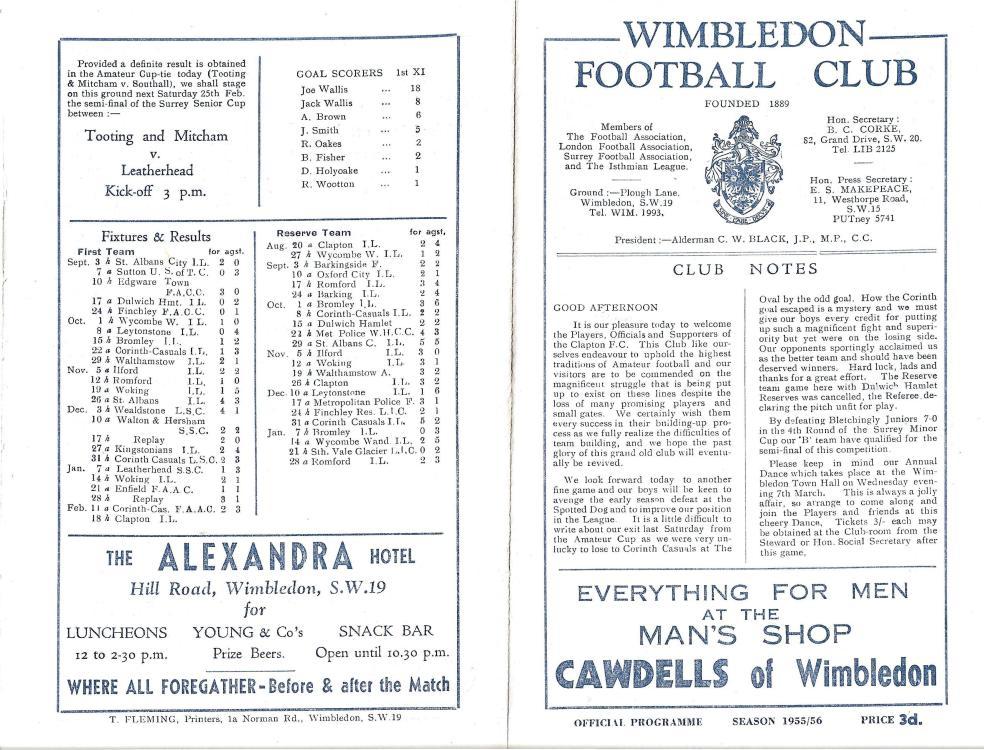 Provided a definite result is obtained
in the Amateur Cup-tie today (Tooting
& Mitcham v. Southall), we shall stage
on this ground next Saturday 25th Feb.
the semi-final of the Surrey Senior Cup
between :—
Tooting and Mitcham
v.
Leatherhead
Kick-off 3 p.m.
GOAL SCORERS 1st XI
Joe Wallis ... 18
Jack Wallis ... 8
A. Brown ... 6
J. Smith ... 5
R. Oakes ... 2
B. Fisher ... 2
D. Holyoake ... 1
R. Wootton ... 1
Fixtures & Results
First Team for agst.
Sept. 3 h St. Albans City I.L. 2 0
7 a Sutton U. S. of T. C. 0 3
10 h Edgware Town
F.A.C.C. 3 0
17 a Dulwich Hmt. I L. 0 2
24 h Finchley F.A.C.C. 0 1
Oct. 1 h Wycombe W. I L. 1 0
8 a Leytonstone I.L. 0 4
15 h Bromley I.L. 1 2
22 a Corinth-Casuals I.L. 1 3
29 h Walthamstow I.L. 2 1
Nov. 5 a Ilford I.L. 2 2
12 h Romford I.L. 1 0
19 a Woking I.L. 1 5
26 a St. Albans I.L. 4 3
Dec. 3 h Wealdstone L.S.C. 4 1
10 a Walton & Hersham
S.S.C. 2 2
17 h Replay 2 0
27 a Kingstonians I.L. 2 4
31 h Corinth Casuals L.S.C. 2 3
Jan. 7 a Leatherhead S.S.C. 1 3
14 h Woking I.L. 2 1
21 a Enfield F.A.A C. 1 1
28 h Replay 3 1
Feb. 11 a Corinth-Cas. F.A.A.C. 2 3
18 h Clapton I.L.
Reserve Team for agst,
Aug. 20 a Clapton I.L. 2 4
27 h Wycombe W. I.L. 1 2
Sept. 3 h Barkingside F. 2 2
10 a Oxford City I.L. 2 1
17 h Romford I.L. 3 4
24 a Barking I.L. 2 4
Oct. 1 a Bromley I.L. 3 6
8 h Corinth-Casuals I.L. 2 2
15 a Dulwich Hamlet 2 2
21 h Met Police W.H.C.C. 4 3
29 a St. Albans C. I.L. 5 5
Nov. 5 h Ilford I.L. 3 0
12 a Woking I.L. 3 1
19 h Walthamstow A. 3 2
26 h Clapton I.L. 3 2
Dec. 10 a Leytonstone I.L. 1 6
17 a Metropolitan Police F. 3 1
24 h Finchley Res. L.I.C. 2 1
31 a Corinth Casuals I.L. 5 2
Jan. 7 h Bromley I.L. 0 3
14 a Wycombe Wand. I.L. 2 5
21 h Sth. Vale Glacier L.I.C. 0 2
28 a Romford I.L. 2 3
THE ALEXANDRA HOTEL
Hill Road, Wimbledon, S.W.19
for
LUNCHEONS YOUNG & Co's SNACK BAR
12 to 2-30 p.m. Prize Beers. Open until 10.30 p.m.
WHERE ALL FOREGATHER - Before & after the Match
T. FLEMING, Printers, 1a Norman Rd., Wimbledon, S.W.19
WIMBLEDON
FOOTBALL CLUB
FOUNDED 1889
Members of
The Football Association,
London Football Association,
Surrey Football Association,
and The Isthmian League.
Ground :—Plough Lane.
Wimbledon, S.W.19
Tel. WIM. 1993.
Hon. Secretary :
B. C. CORKE,
82, Grand Drive, S.W. 20.
Tel. LIB 2125
Hon. Press Secretary :
E. S. MAKEPEACE,
11, Westhorpe Road,
S.W.15
PUTney 5741
President :—Alderman C. W. BLACK, J.P., M.P., C.C.
CLUB NOTES
GOOD AFTERNOON
It is our pleasure today to welcome
the Players, Officials and Supporters of
the Clapton F.C. This Club like our-
selves endeavour to uphold the highest
traditions of Amateur football and our
visitors are to be commended on the
magnificent struggle that is being put
up to exist on these lines despite the
loss of many promising players and
small gates. We certainly wish them
every success in their building-up pro-
cess as we fully realize the difficulties of
team building, and we hope the past
glory of this grand old club will eventu-
ally be revived.
We look forward today to another
fine game and our boys will be keen to
avenge the early season defeat at the
Spotted Dog and to improve our position
in the League. It is a little difficult to
write about our exit last Saturday from
the Amateur Cup as we were very un-
lucky to lose to Corinth Casuals at The
Oval by the odd goal. How the Corinth
goal escaped is a mystery and we must
give our boys every credit for putting
up such a magnificent fight and superi-
ority but yet were on the losing side.
Our opponents sportingly acclaimed us
as the better team and should have been
deserved winners. Hard luck, lads and
thanks for a great effort. The Reserve
team game here with Dulwich Hamlet
Reserves was cancelled, the Referee de-
claring the pitch unfit for play.
By defeating Bletchingly Juniors 7-0
in the 4th Round of the Surrey Minor
Cup our 'B' team have qualified for the
semi-final of this competition.
Please keep in mind our Annual
Dance which takes place at the Wim-
bledon Town Hall on Wednesday even-
ing 7th March. This is always a jolly
affair, so arrange to come along and
join the Players and friends at this
cheery Dance, Tickets 3/- each may
be obtained at the Club-room from the
Steward or Hon. Social Secretary after
this game,
EVERYTHING FOR MEN
AT THE
MAN'S SHOP
CAWDELLS of Wimbledon
OFFICIAL PROGRAMME SEASON 1955/56 PRICE 3d.